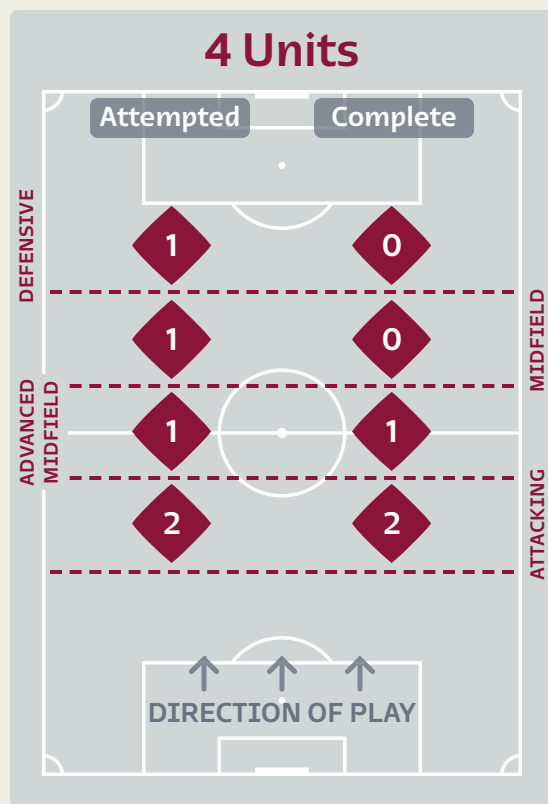 4 Units
Attempted Complete
DEFENSIVE
1 0
MIDFIELD
1 0
ADVANCED
MIDFIELD
1 1
ATTACKING
2 2
DIRECTION OF PLAY